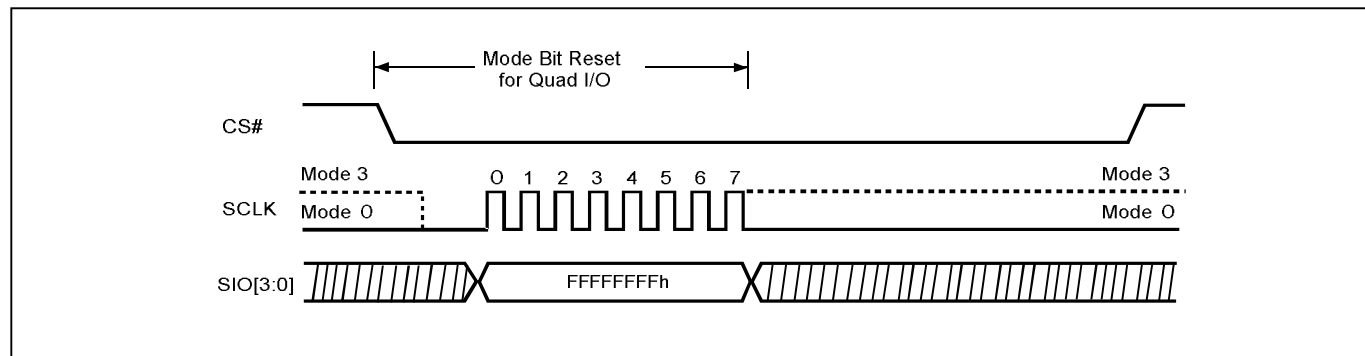 Mode Bit Reset
for Quad I/O
CS#
Mode 3
0 1 2 3 4 5 6 7
Mode 3
SCLK
Mode 0
Mode 0
SIO[3:0]
FFFFFFFFh